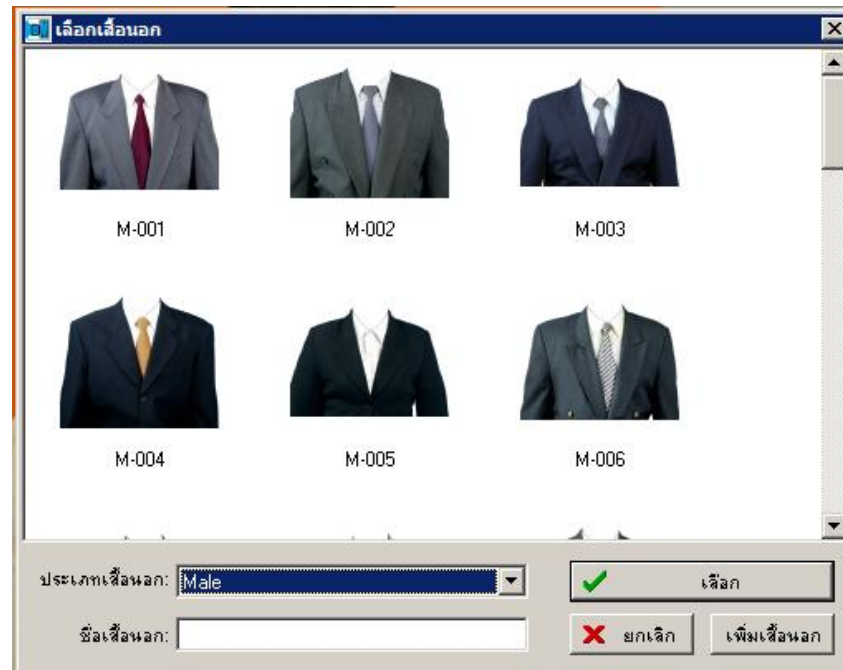 เลือกเสื้อนอก
M-001
M-002
M-003
M-004
M-005
M-006
ประเภทเสื้อนอก: Male
เลือก
ชื่อเสื้อนอก:
ยกเลิก
เพิ่มเสื้อนอก